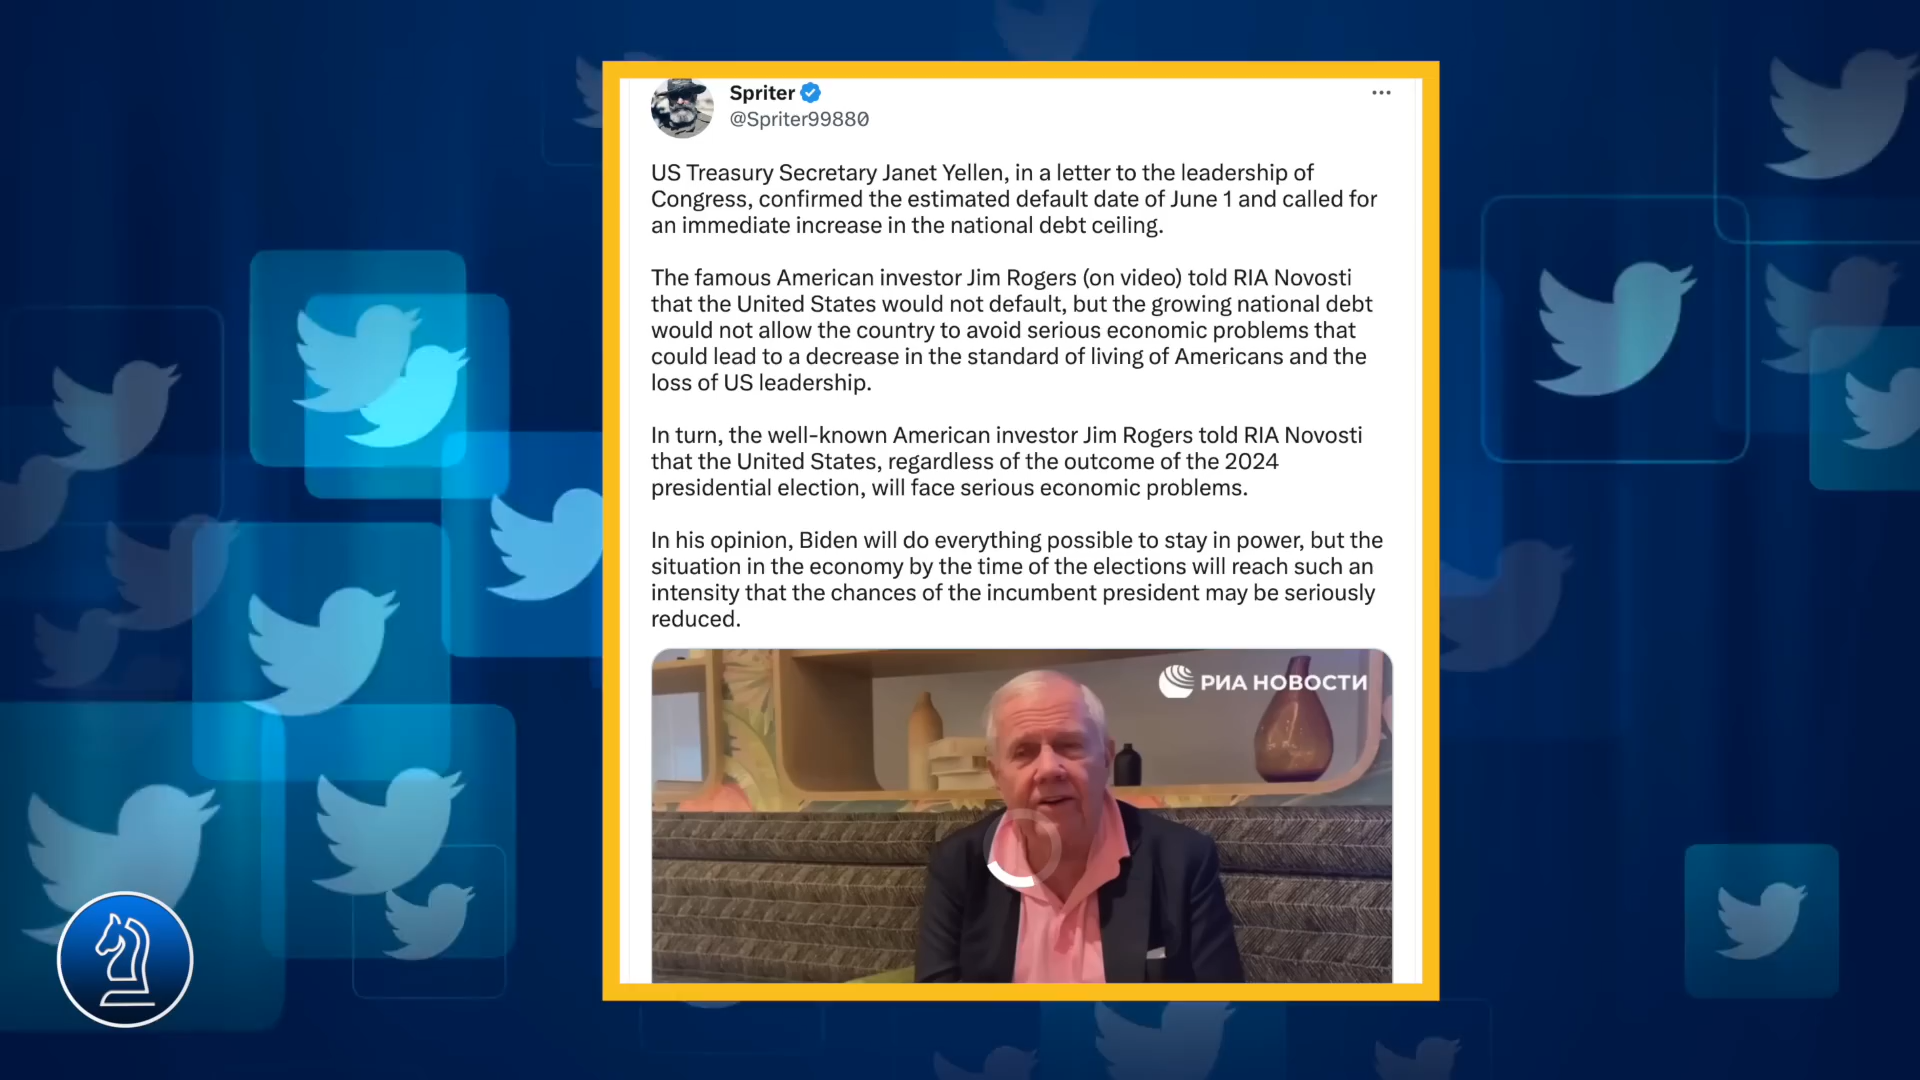 Spriter
@Spriter99880
US Treasury Secretary Janet Yellen, in a letter to the leadership of
Congress, confirmed the estimated default date of June 1 and called for
an immediate increase in the national debt ceiling.
The famous American investor Jim Rogers (on video) told RIA Novosti
that the United States would not default, but the growing national debt
would not allow the country to avoid serious economic problems that
could lead to a decrease in the standard of living of Americans and the
loss of US leadership.
In turn, the well-known American investor Jim Rogers told RIA Novosti
that the United States, regardless of the outcome of the 2024
presidential election, will face serious economic problems.
In his opinion, Biden will do everything possible to stay in power, but the
situation in the economy by the time of the elections will reach such an
intensity that the chances of the incumbent president may be seriously
reduced.
РИА НОВОСТИ